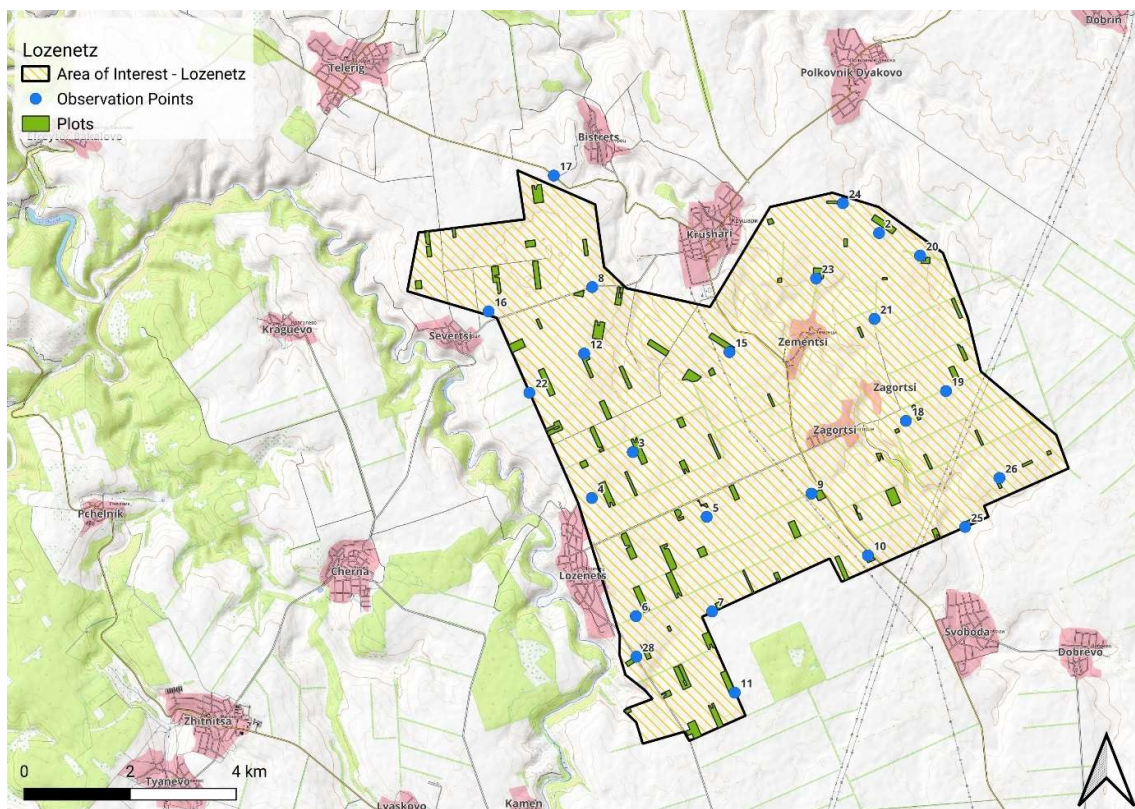 Dobrin
Lozenetz
Area of Interest - Lozenetz
Observation Points
Plots
Telerig
Polkovnik Dyakovo
Bistrets
17
24
2
Krushari
Крушари
20
23
8
16
21
Kraguevo
Severtsi
12
15
Zementsi
22
Zagortsi
19
18
Zagortsi
3
26
9
4
5
Pchelnik
25
10
Cherna
Lozenets
6
7
Svoboda
28
Dobrevo
11
Zhitnitsa
0
2
4 km
Tyanevo
Lyaskovo
Kamen